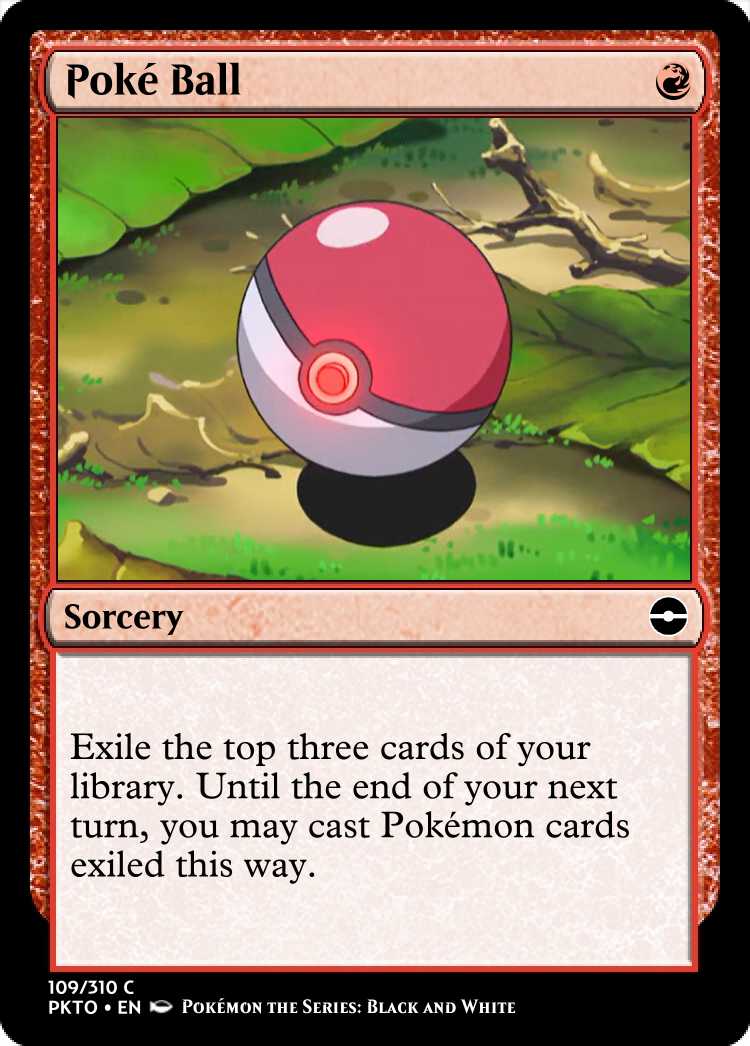 Poké Ball
Sorcery
Exile the top three cards of your
library. Until the end of your next
turn, you may cast Pokémon cards
exiled this way.
109/310 C
PKTO • EN Pokémon the Series: Black and White